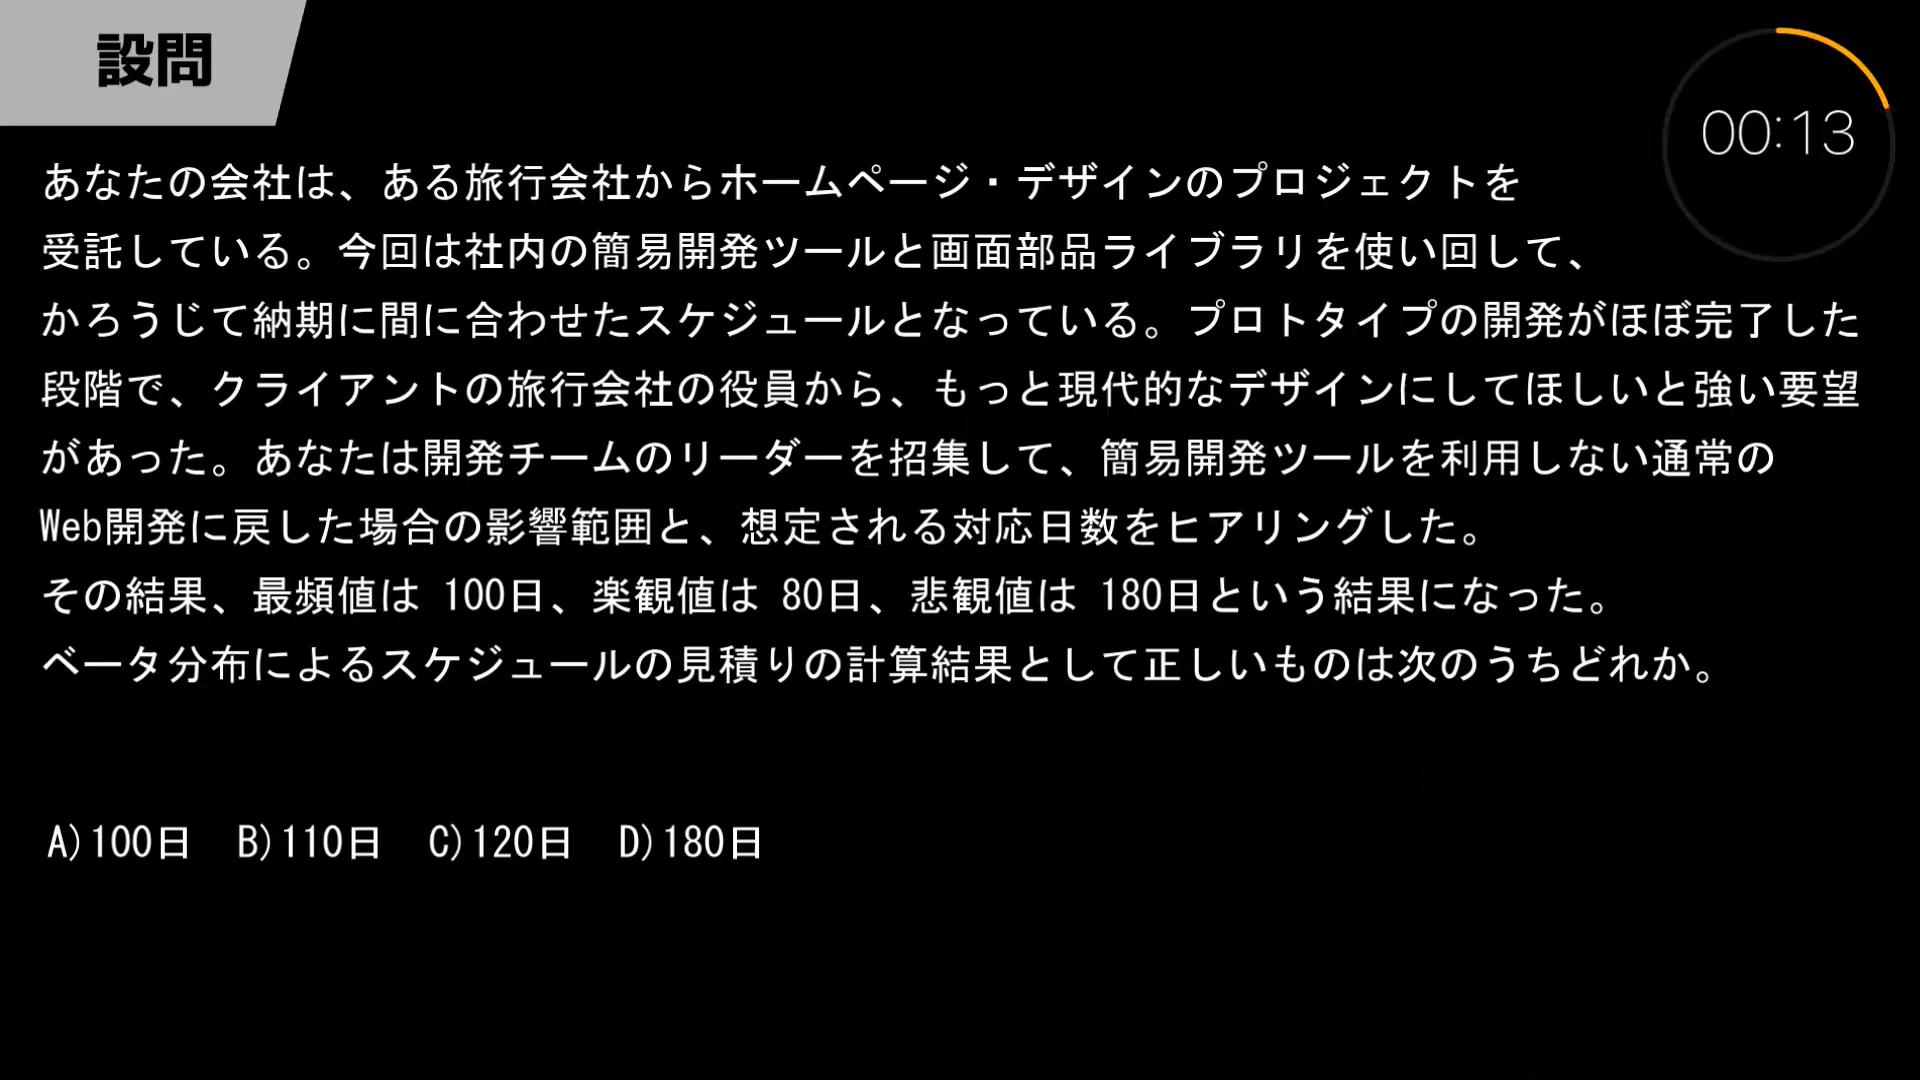 設問
00:13
あなたの会社は、ある旅行会社からホームページ・デザインのプロジェクトを
受託している。今回は社内の簡易開発ツールと画面部品ライブラリを使い回して、
かろうじて納期に間に合わせたスケジュールとなっている。プロトタイプの開発がほぼ完了した
段階で、クライアントの旅行会社の役員から、もっと現代的なデザインにしてほしいと強い要望
があった。あなたは開発チームのリーダーを招集して、簡易開発ツールを利用しない通常の
Web開発に戻した場合の影響範囲と、想定される対応日数をヒアリングした。
その結果、最頻値は 100日、楽観値は 80日、悲観値は 180日という結果になった。
ベータ分布によるスケジュールの見積りの計算結果として正しいものは次のうちどれか。
A)100日 B)110日 C)120日 D)180日